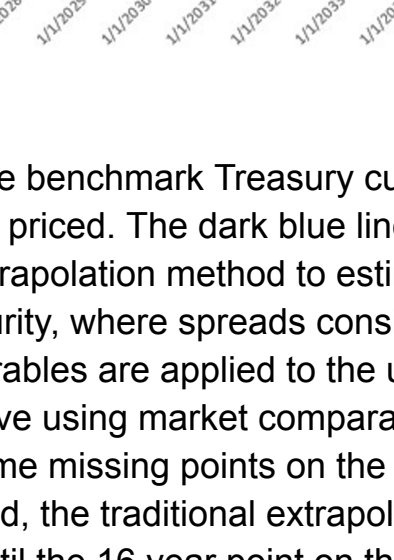 1/1/2029 1/1/2030 1/1/2031 1/1/2032 1/1/2033
e benchmark Treasury cu
priced. The dark blue lin
rapolation method to esti
urity, where spreads cons
rables are applied to the u
ve using market compara
me missing points on the
d, the traditional extrapol
til the 16-year point on th